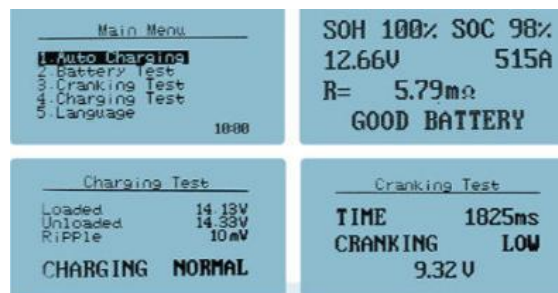 Main Menu
1.Auto Charging
2.Battery Test
3.Cranking Test
4.Charging Test
5.Language
10:00
SOH 100% SOC 98%
12.66V 515A
R= 5.79mΩ
GOOD BATTERY
Charging Test
Loaded 14.13V
Unloaded 14.33V
RiPPle 10mV
CHARGING NORMAL
Cranking Test
TIME 1825ms
CRANKING LOW
9.32V